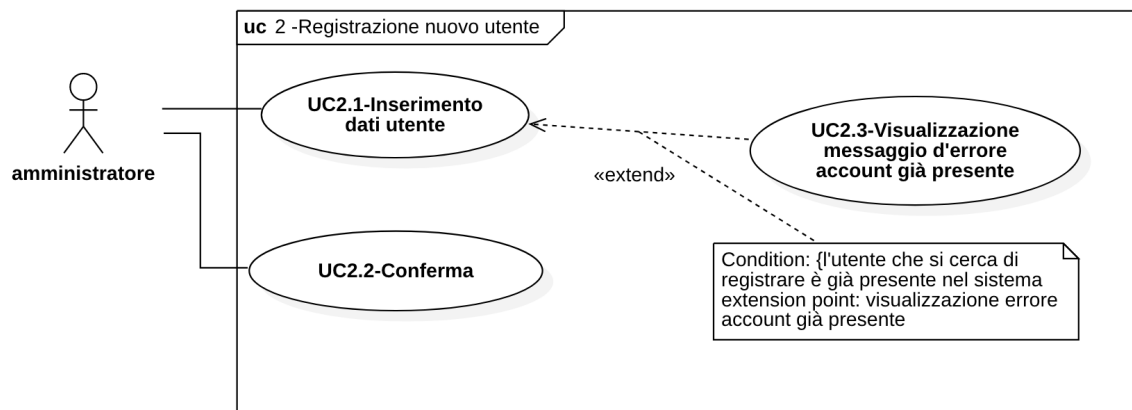 uc 2 -Registrazione nuovo utente
UC2.1-Inserimento
dati utente
UC2.3-Visualizzazione
messaggio d'errore
account già presente
amministratore
«extend»
UC2.2-Conferma
Condition: {l'utente che si cerca di
registrare è già presente nel sistema
extension point: visualizzazione errore
account già presente